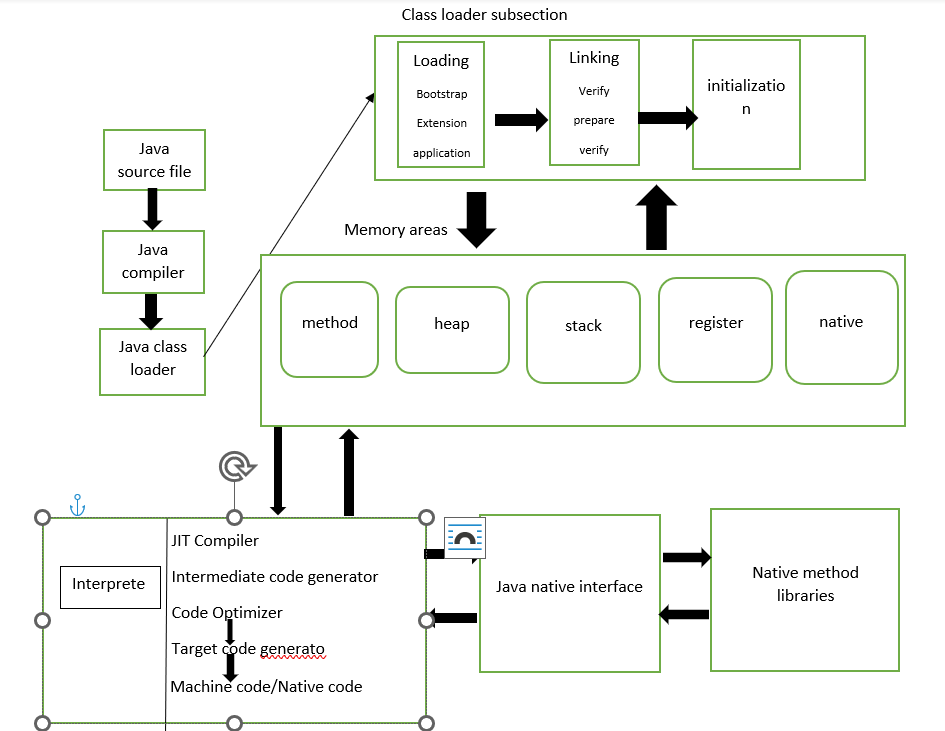 Class loader subsection
Loading
Bootstrap
Extension
application
Linking
Verify
prepare
verify
initializatio
n
Java
source file
Java
compiler
Java class
loader
Memory areas
method
heap
stack
register
native
Interprete
JIT Compiler
Intermediate code generator
Code Optimizer
Target code generato
Machine code/Native code
Java native interface
Native method
libraries